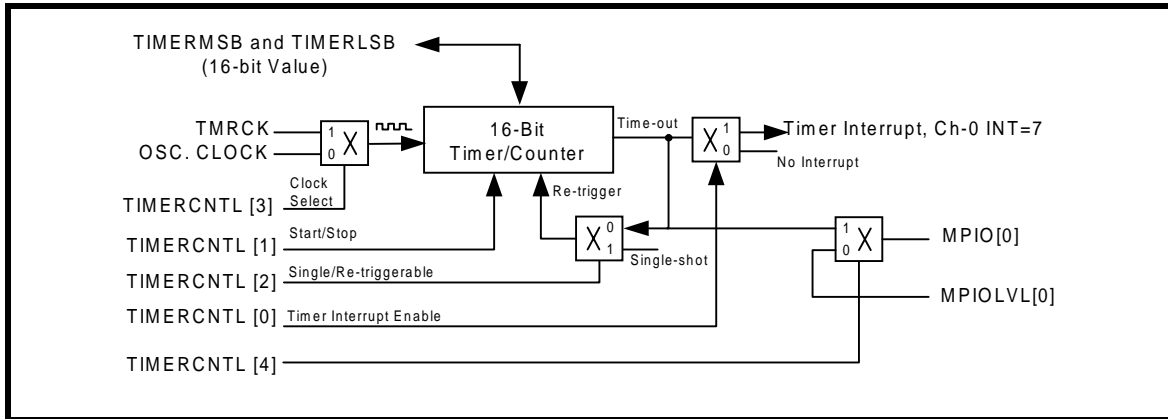 TIMERMSB and TIMERLSB
(16-bit Value)
TMRCK
OSC. CLOCK
1
0
X
16-Bit
Timer/Counter
Time-out
X
1
0
Timer Interrupt, Ch-0 INT=7
No Interrupt
Clock
Select
Re-trigger
TIMERCNTL [3]
TIMERCNTL [1]
Start/Stop
X
0
1
Single-shot
1
0
X
MPIO[0]
TIMERCNTL [2]
Single/Re-triggerable
MPIOLVL[0]
TIMERCNTL [0]
Timer Interrupt Enable
TIMERCNTL [4]